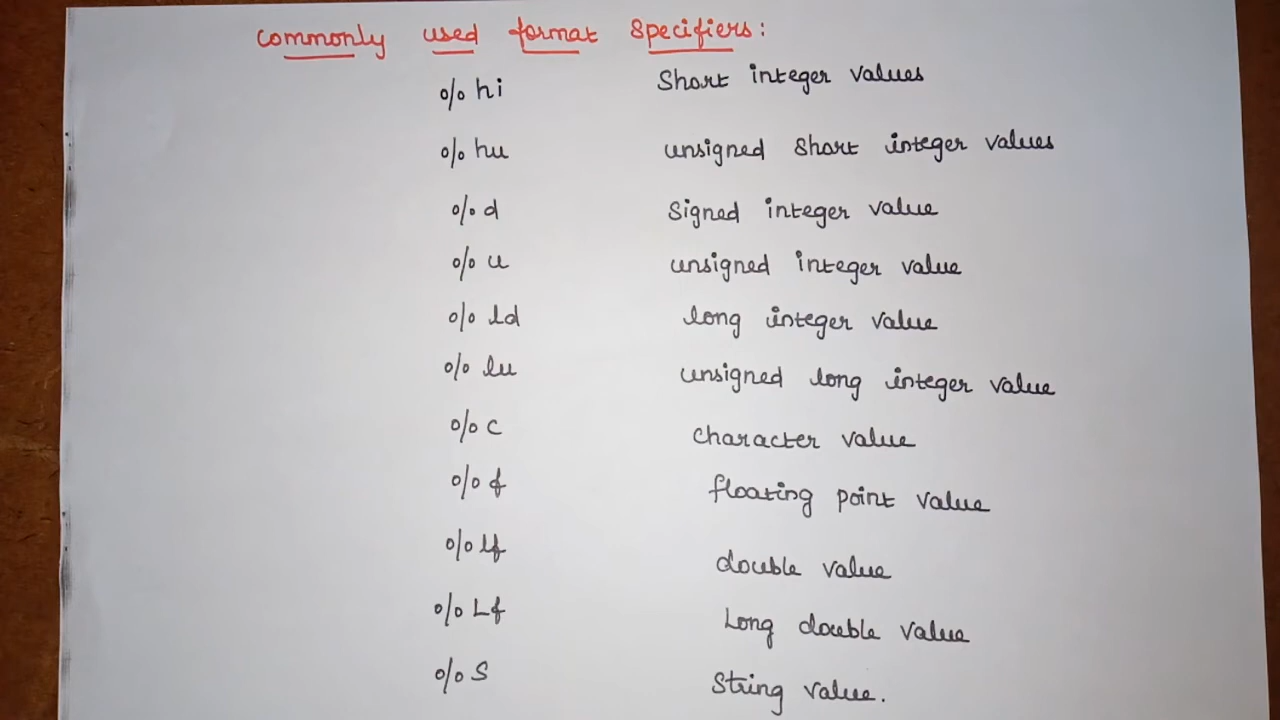 commonly used format specifiers:
%hi short integer values
%hu unsigned short integer values
%d signed integer value
%u unsigned integer value
%ld long integer value
%lu unsigned long integer value
%c character value
%f floating point value
%lf double value
%Lf Long double value
%s string value.